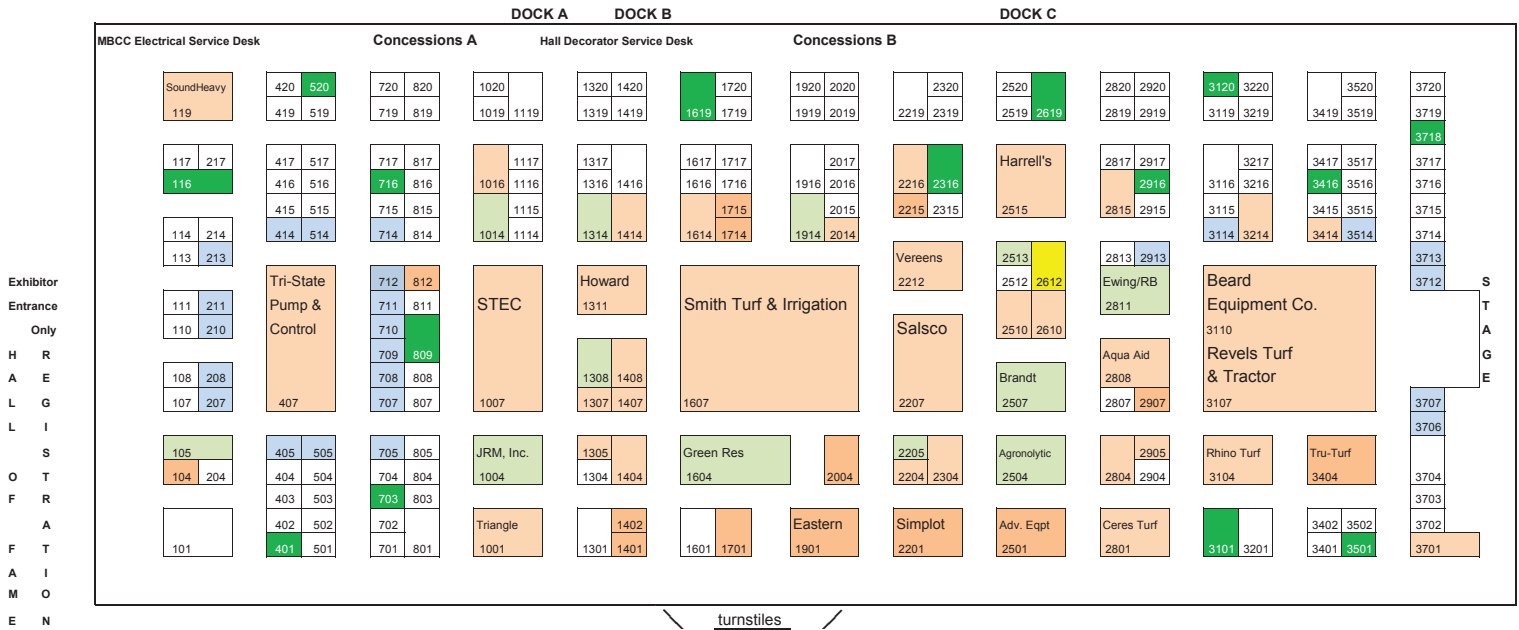 DOCK A DOCK B DOCK C
MBCC Electrical Service Desk Concessions A Hall Decorator Service Desk Concessions B
SoundHeavy 420 520 720 820 1020 1320 1420 1720 1920 2020 2320 2520 2820 2920 3120 3220 3520 3720
119 419 519 719 819 1019 1119 1319 1419 1619 1719 1919 2019 2219 2319 2519 2619 2819 2919 3119 3219 3419 3519 3719
3718
117 217 417 517 717 817 1117 1317 1617 1717 2017 Harrell's 2817 2917 3217 3417 3517 3717
116 416 516 716 816 1016 1116 1316 1416 1616 1716 1916 2016 2216 2316 2916 3116 3216 3416 3516 3716
415 515 715 815 1115 1715 2015 2215 2315 2515 2815 2915 3115 3415 3515 3715
114 214 414 514 714 814 1014 1114 1314 1414 1614 1714 1914 2014 3114 3214 3414 3514 3714
113 213 Vereens 2513 2813 2913 3713
Exhibitor Tri-State 712 812 Howard 2212 2512 2612 Ewing/RB Beard 3712 S
Entrance 111 211 Pump & 711 811 STEC 1311 Smith Turf & Irrigation 2811 Equipment Co. T
Only 110 210 Control 710 Salsco 2510 2610 3110 A
H R 709 809 Aqua Aid Revels Turf G
A E 108 208 708 808 1308 1408 Brandt 2808 & Tractor E
L G 107 207 407 707 807 1007 1307 1407 1607 2207 2507 2807 2907 3107 3707
L I 3706
S 105 405 505 705 805 JRM, Inc. 1305 Green Res 2205 Agronolytic 2905 Rhino Turf Tru-Turf
O T 104 204 404 504 704 804 1004 1304 1404 1604 2004 2204 2304 2504 2804 2904 3104 3404 3704
F R 403 503 703 803 3703
A 402 502 702 Triangle 1402 Eastern Simplot Adv. Eqpt Ceres Turf 3402 3502 3702
F T 101 401 501 701 801 1001 1301 1401 1601 1701 1901 2201 2501 2801 3101 3201 3401 3501 3701
A I
M O
E N turnstiles